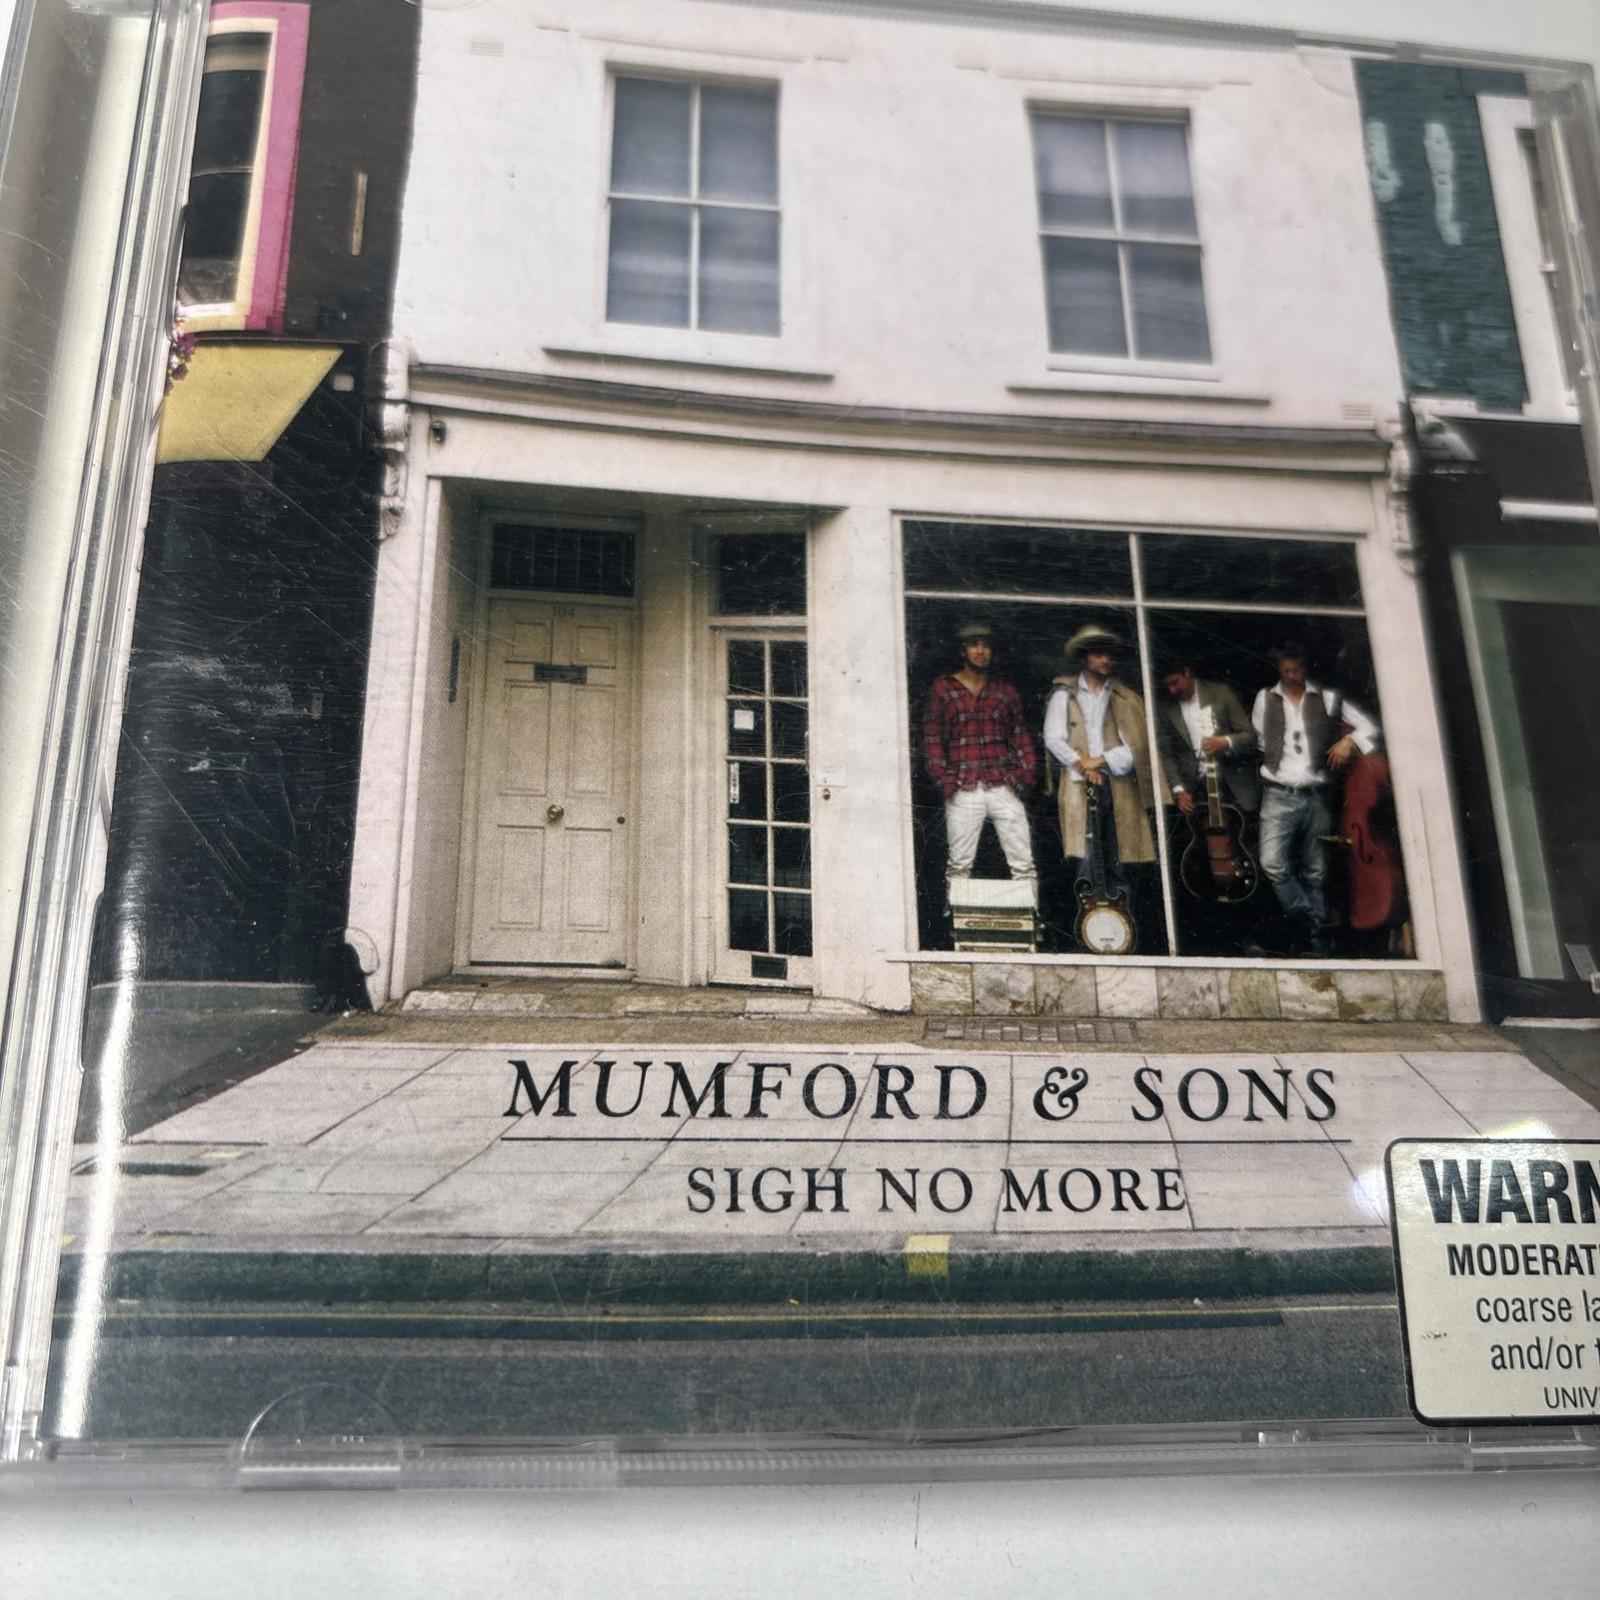 MUMFORD & SONS
SIGH NO MORE
WARN
MODERAT
coarse la
and/or t
UNIV